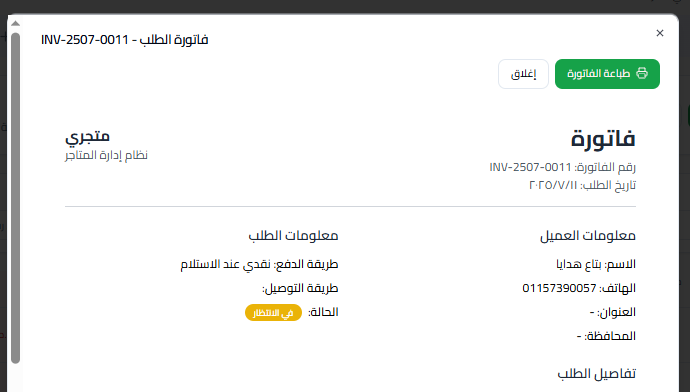 فاتورة الطلب - INV-2507-0011
طباعة الفاتورة
إغلاق
فاتورة
رقم الفاتورة: INV-2507-0011
تاريخ الطلب: ٢٠٢٥/٧/١١
متجري
نظام إدارة المتاجر
معلومات العميل
الاسم: بتاع هدايا
الهاتف: 01157390057
العنوان: -
المحافظة: -
معلومات الطلب
طريقة الدفع: نقدي عند الاستلام
طريقة التوصيل:
الحالة: في الانتظار
تفاصيل الطلب